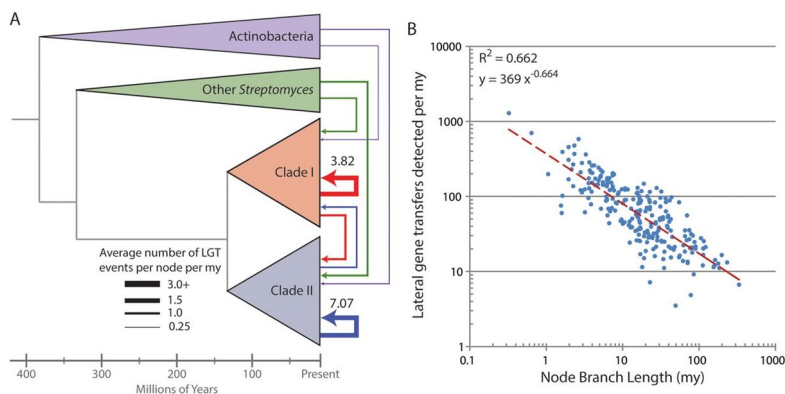 A
Actinobacteria
Other Streptomyces
Clade I
3.82
Average number of LGT
events per node per my
3.0+
1.5
1.0
0.25
Clade II
7.07
400
300
200
100
Present
Millions of Years
B
R² = 0.662
y = 369 x^-0.664
Lateral gene transfers detected per my
10000
1000
100
10
1
0.1
1
10
100
1000
Node Branch Length (my)